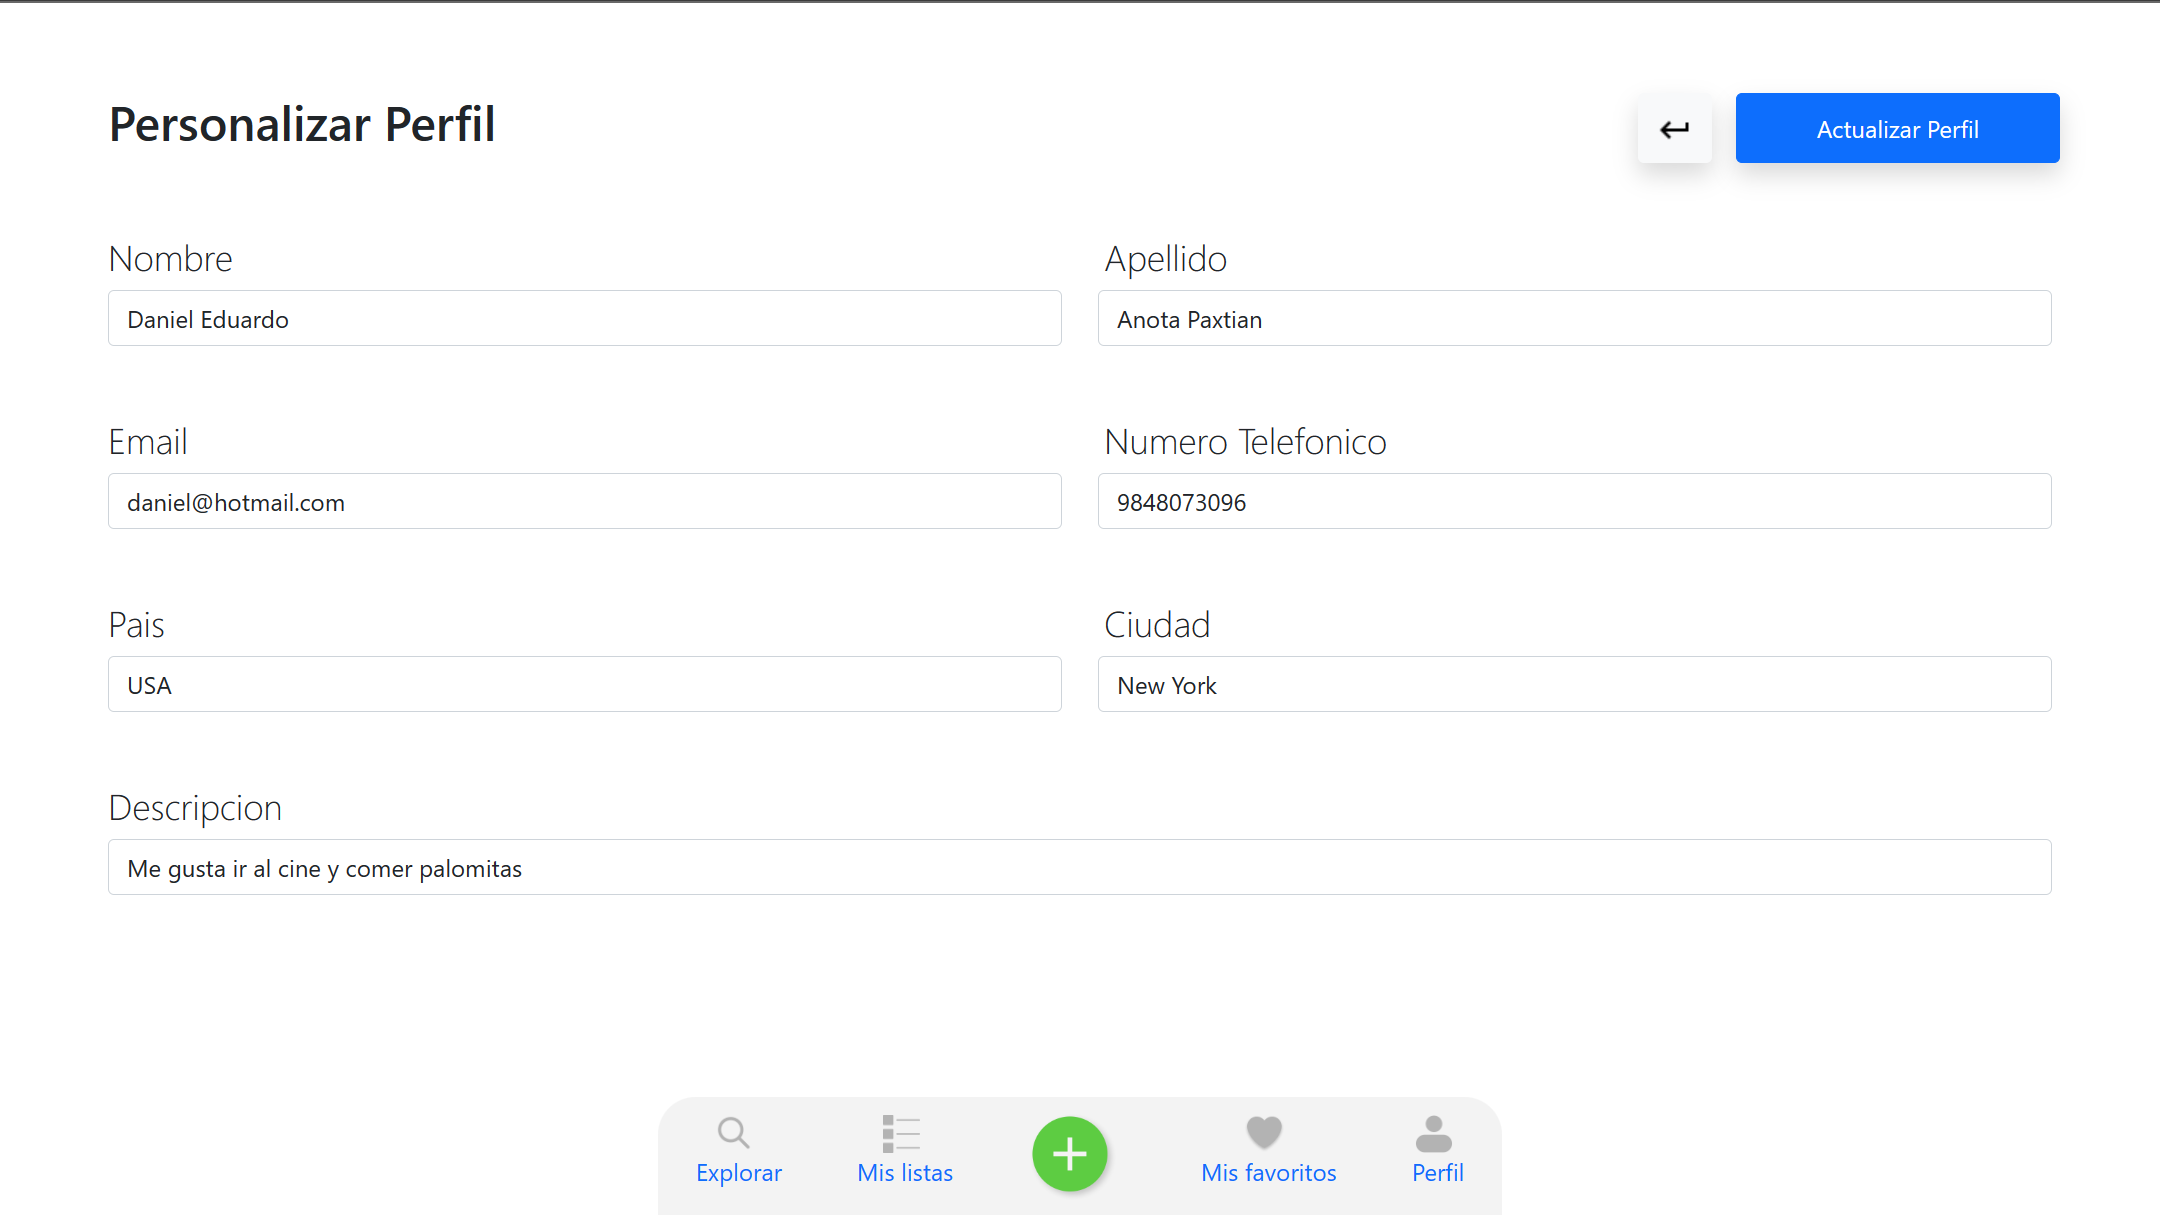 Personalizar Perfil
Actualizar Perfil
Nombre
Apellido
Daniel Eduardo
Anota Paxtian
Email
Numero Telefonico
daniel@hotmail.com
9848073096
Pais
Ciudad
USA
New York
Descripcion
Me gusta ir al cine y comer palomitas
Explorar
Mis listas
Mis favoritos
Perfil